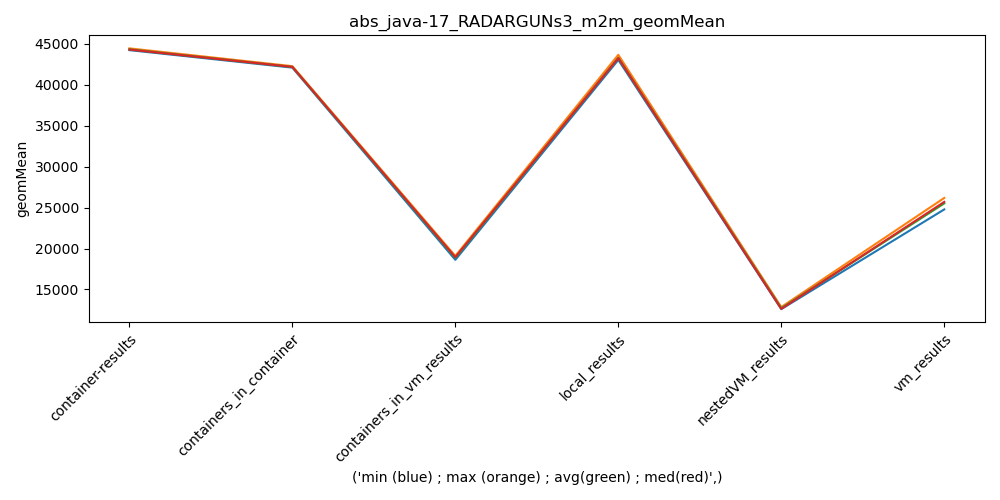 abs_java-17_RADARGUNs3_m2m_geomMean
geomMean
45000
40000
35000
30000
25000
20000
15000
container-results
containers_in_container
containers_in_vm_results
local_results
nestedVM_results
vm_results
('min (blue) ; max (orange) ; avg(green) ; med(red)',)